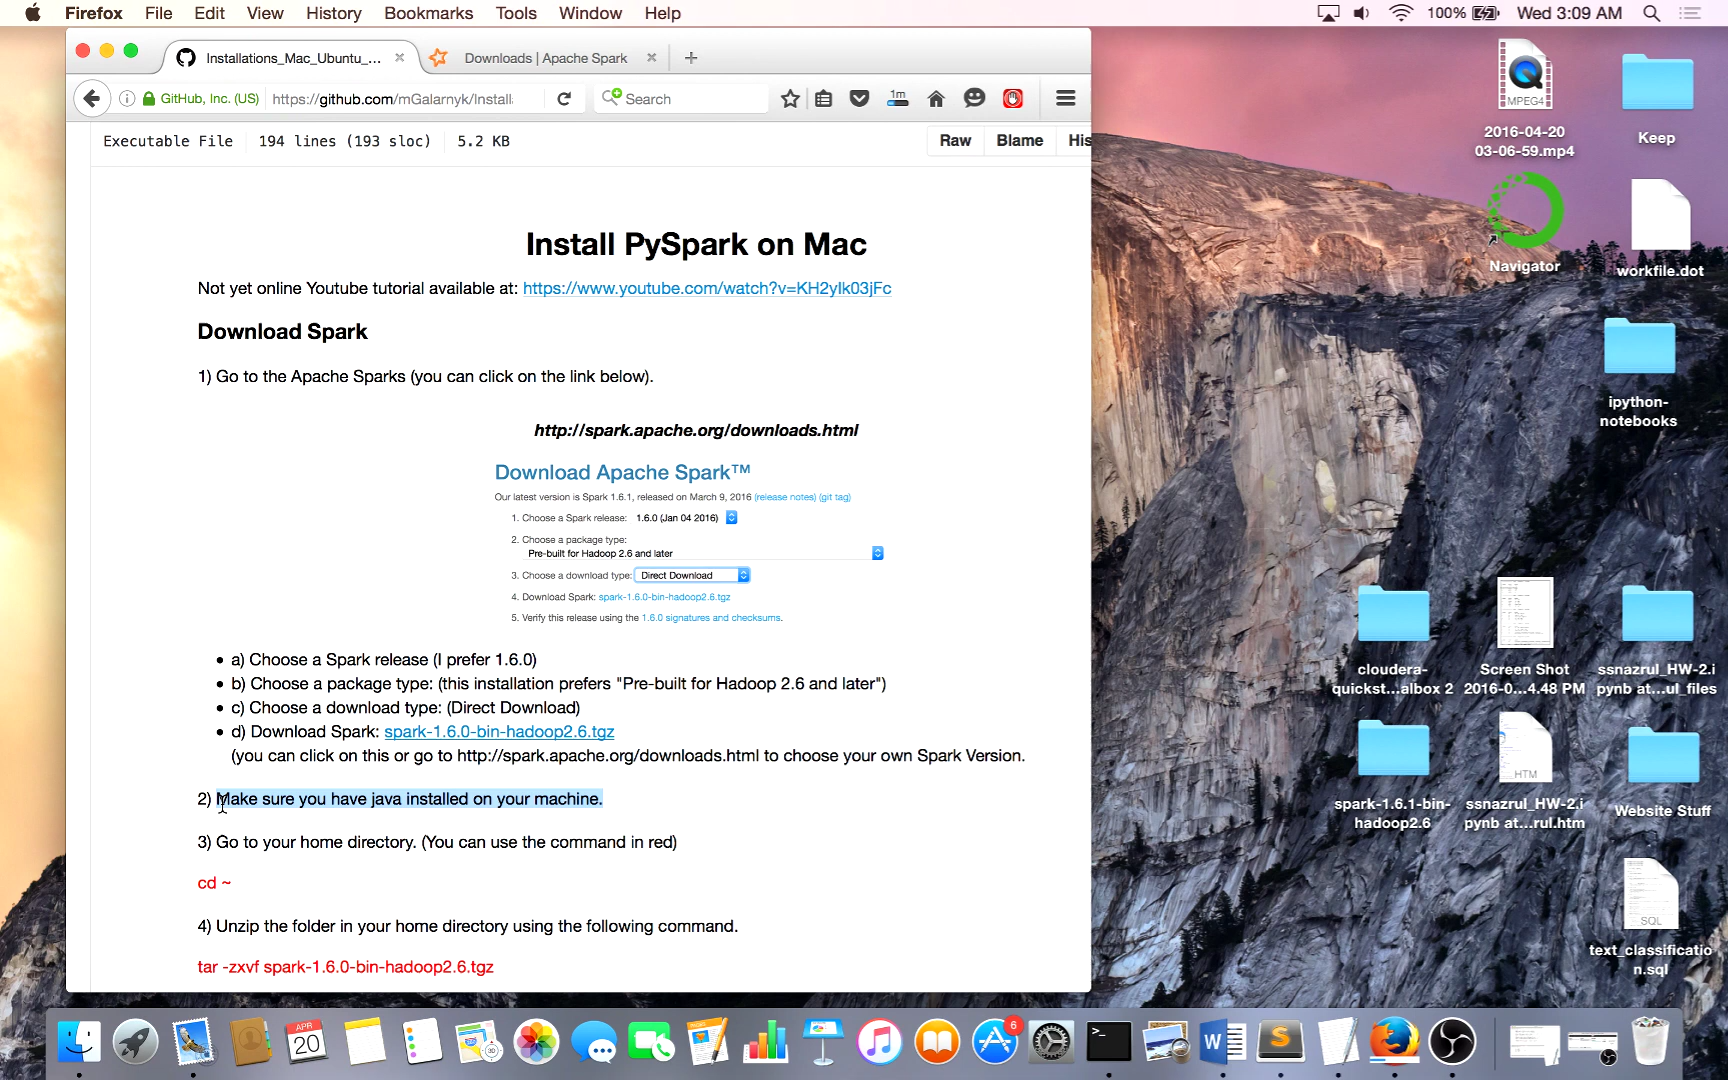 Firefox File Edit View History Bookmarks Tools Window Help 100% Wed 3:09 AM
Installations_Mac_Ubuntu_... Downloads | Apache Spark
GitHub, Inc. (US) https://github.com/mGalarnyk/Install Search 1m
Executable File 194 lines (193 sloc) 5.2 KB Raw Blame His
Install PySpark on Mac
Not yet online Youtube tutorial available at: https://www.youtube.com/watch?v=KH2ylk03jFc
Download Spark
1) Go to the Apache Sparks (you can click on the link below).
http://spark.apache.org/downloads.html
Download Apache Spark™
Our latest version is Spark 1.6.1, released on March 9, 2016 (release notes) (git tag)
1. Choose a Spark release: 1.6.0 (Jan 04 2016)
2. Choose a package type:
Pre-built for Hadoop 2.6 and later
3. Choose a download type: Direct Download
4. Download Spark: spark-1.6.0-bin-hadoop2.6.tgz
5. Verify this release using the 1.6.0 signatures and checksums.
a) Choose a Spark release (I prefer 1.6.0)
b) Choose a package type: (this installation prefers "Pre-built for Hadoop 2.6 and later")
c) Choose a download type: (Direct Download)
d) Download Spark: spark-1.6.0-bin-hadoop2.6.tgz
(you can click on this or go to http://spark.apache.org/downloads.html to choose your own Spark Version.
2) Make sure you have java installed on your machine.
3) Go to your home directory. (You can use the command in red)
cd ~
4) Unzip the folder in your home directory using the following command.
tar -zxvf spark-1.6.0-bin-hadoop2.6.tgz
MPEG4
2016-04-20
03-06-59.mp4
Keep
Navigator
workfile.dot
ipython-
notebooks
cloudera-
quickst...albox 2
Screen Shot
2016-0...4.48 PM
ssnazrul_HW-2.i
pynb at...ul_files
HTM
spark-1.6.1-bin-
hadoop2.6
ssnazrul_HW-2.i
pynb at...rul.htm
Website Stuff
SQL
text_classificatio
n.sql
APR
20
6